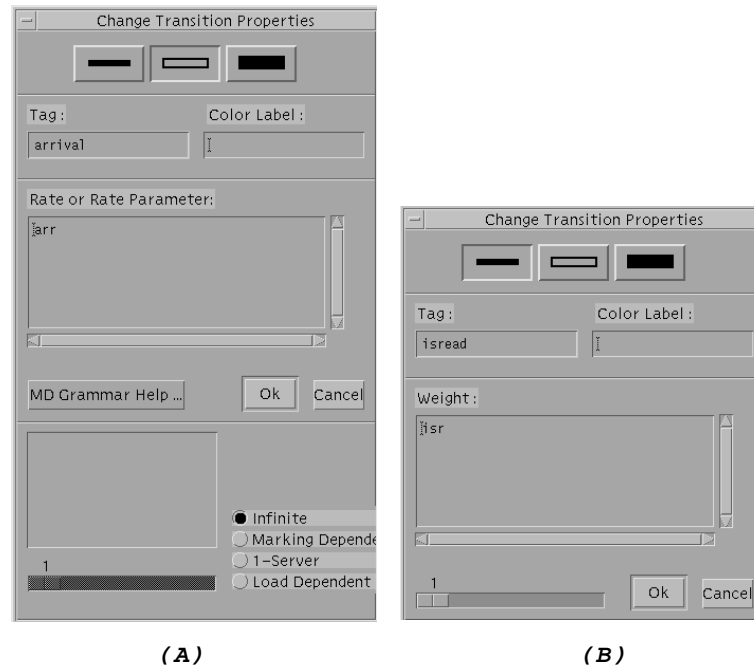 Change Transition Properties
Tag :
Color Label :
arrival
Rate or Rate Parameter:
arr
MD Grammar Help ...
Ok
Cancel
Infinite
Marking Depende
1-Server
Load Dependent
1
(A)
Change Transition Properties
Tag :
Color Label :
isread
Weight :
isr
1
Ok
Cancel
(B)